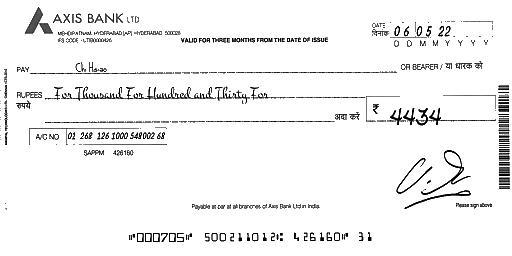 AXIS BANK LTD
MEHDIPATNAM, HYDERABAD [AP] HYDERABAD 500028
IFS CODE - UTIB0000426
VALID FOR THREE MONTHS FROM THE DATE OF ISSUE
DATE
दिनांक 0 6 0 5 22
D D M M Y Y Y Y
PAY Ch Hsiao OR BEARER / या धारक को
RUPEES For Thousand For Hundred and Thirty For
रुपये
अदा करें ₹ 4434
A/C NO 01 268 126 1000 548002 68
SAPPM 426160
Payable at par at all branches of Axis Bank Ltd in India.
Please sign above
⑈000705⑈ 500211012⑆ 426160⑈ 31